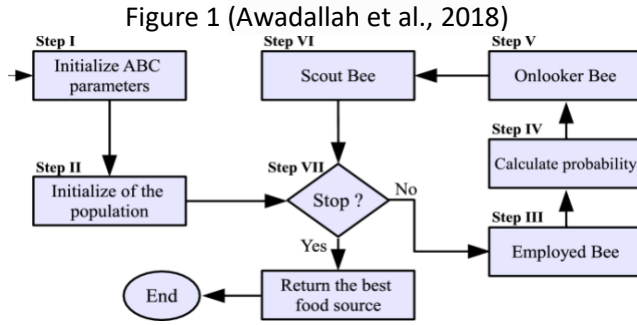 Figure 1 (Awadallah et al., 2018)
Step I
Initialize ABC
parameters
Step II
Initialize of the
population
Step VI
Scout Bee
Step V
Onlooker Bee
Step IV
Calculate probability
Step III
Employed Bee
Step VII
Stop ?
No
Yes
Return the best
food source
End